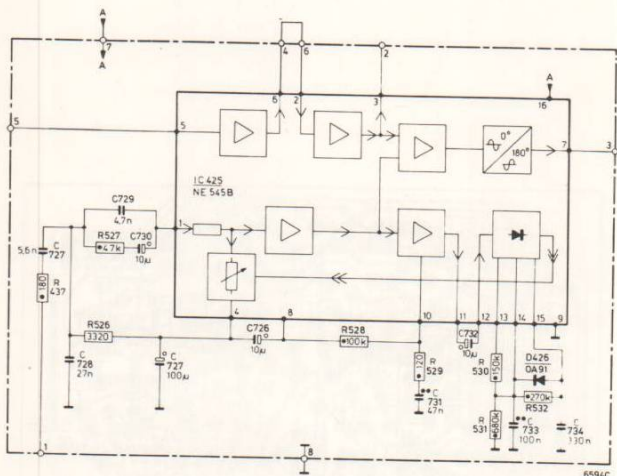 A
7
A
4
6
2
A
6
2
3
16
5
5
0°
180°
7
3
IC 425
NE 545B
C729
4,7n
R527
4.7k
C730
10µ
1
5,6n
C
727
R
437
180
R526
3320
4
C726
10µ
8
R528
100k
10
11
12
13
14
15
9
C732
10µ
C
728
27n
C
727
100µ
R
529
120
C
731
47n
R
530
150k
D426
OA91
270k
R532
R
531
680k
C
733
100n
C
734
330n
1
8
6594C